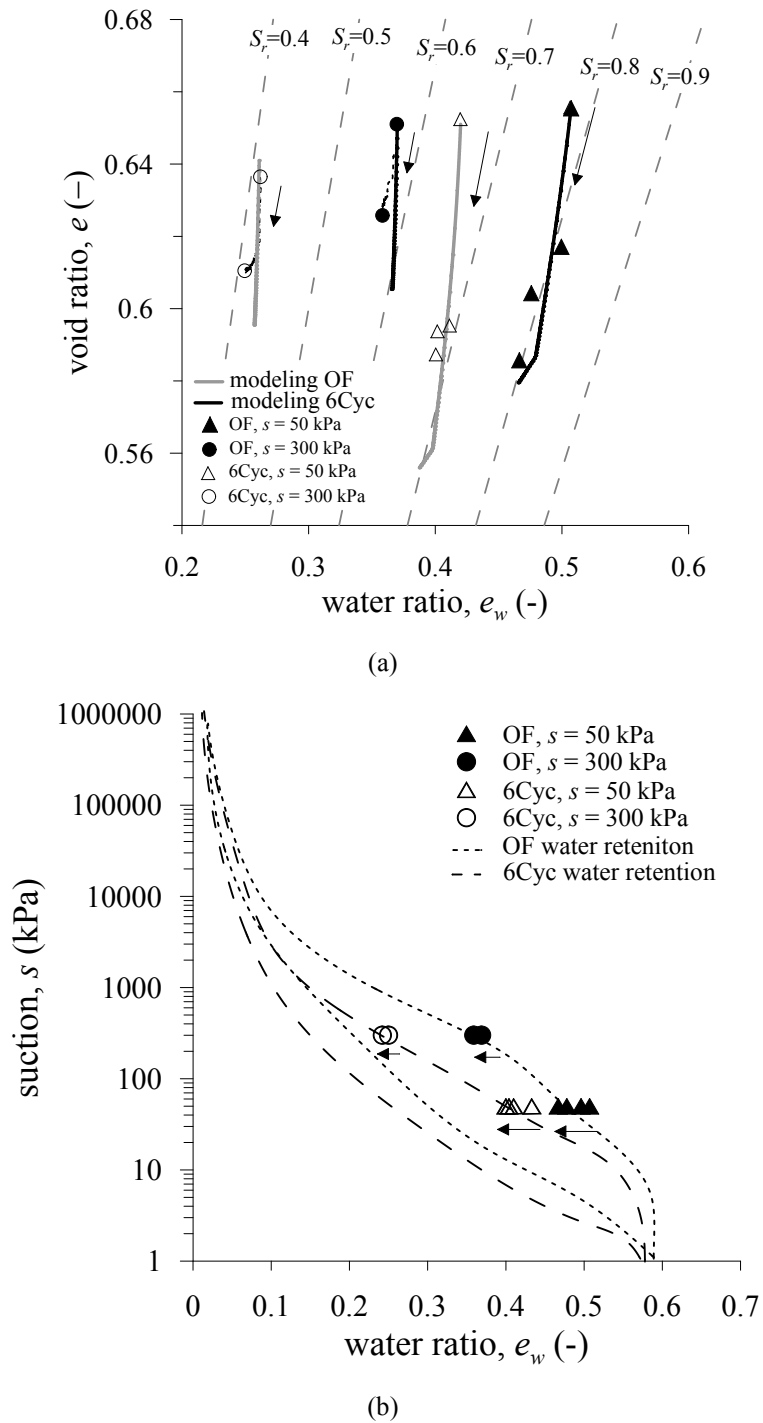 0.68
S_r=0.4
S_r=0.5
S_r=0.6
S_r=0.7
S_r=0.8
S_r=0.9
0.64
0.6
0.56
void ratio, e (–)
modeling OF
modeling 6Cyc
OF, s = 50 kPa
OF, s = 300 kPa
6Cyc, s = 50 kPa
6Cyc, s = 300 kPa
0.2 0.3 0.4 0.5 0.6
water ratio, e_w (-)
(a)
1000000
100000
10000
1000
100
10
1
suction, s (kPa)
OF, s = 50 kPa
OF, s = 300 kPa
6Cyc, s = 50 kPa
6Cyc, s = 300 kPa
OF water reteniton
6Cyc water retention
0 0.1 0.2 0.3 0.4 0.5 0.6 0.7
water ratio, e_w (-)
(b)